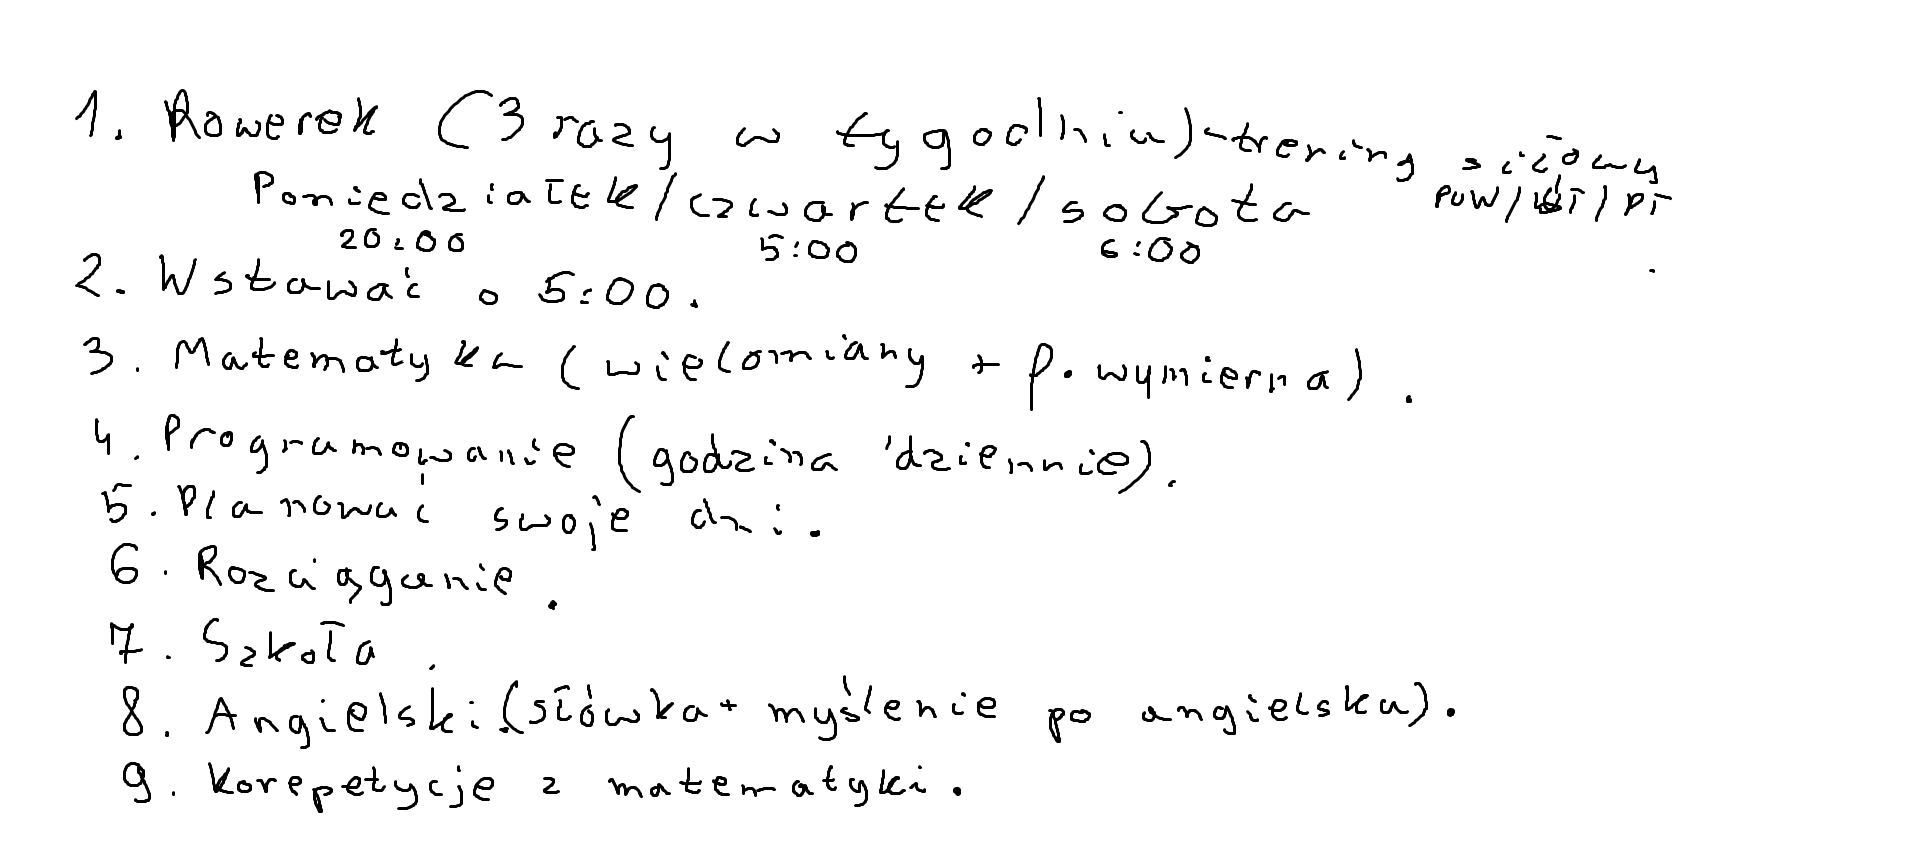 1. Rowerek (3 razy w tygodniu) - trening siłowy
Poniedziałek / czwartek / sobota
PUW / WT / PT
20:00 5:00 6:00
2. Wstawać o 5:00.
3. Matematyka (wielomiany + f. wymierna).
4. Programowanie (godzina dziennie).
5. Planować swoje dni.
6. Rozciąganie.
7. Szkoła.
8. Angielski (słówka + myślenie po angielsku).
9. Korepetycje z matematyki.